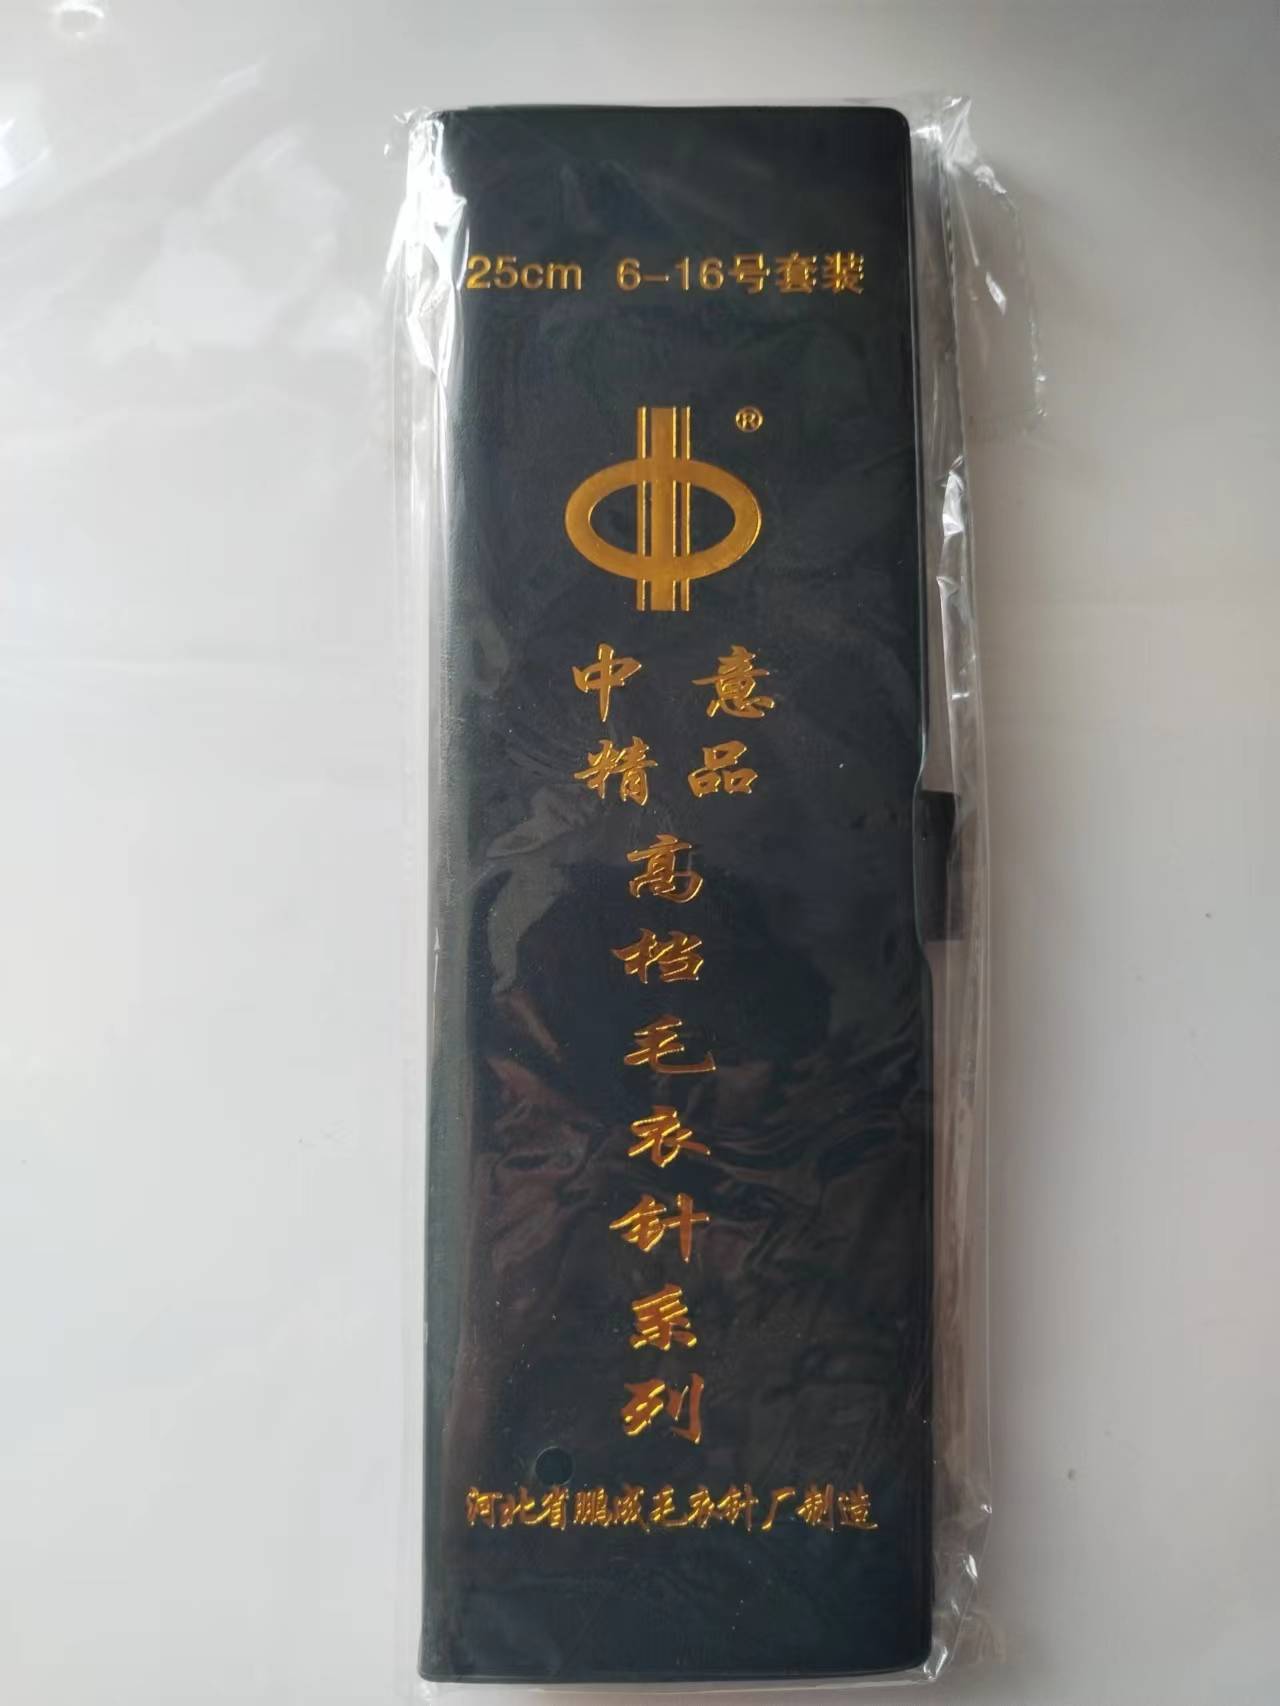 25cm 6-16号套装
®
中意
精品
高档毛衣针系列
河北省鹏成毛衣针厂制造